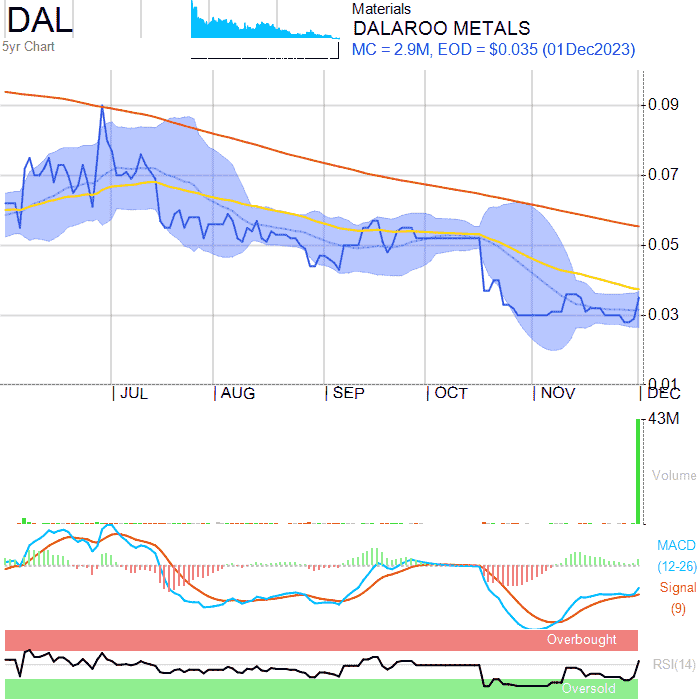 DAL
5yr Chart
Materials
DALAROO METALS
MC = 2.9M, EOD = $0.035 (01Dec2023)
0.09
0.07
0.05
0.03
0.01
JUL AUG SEP OCT NOV DEC
43M
Volume
MACD
(12-26)
Signal
(9)
Overbought
RSI(14)
Oversold